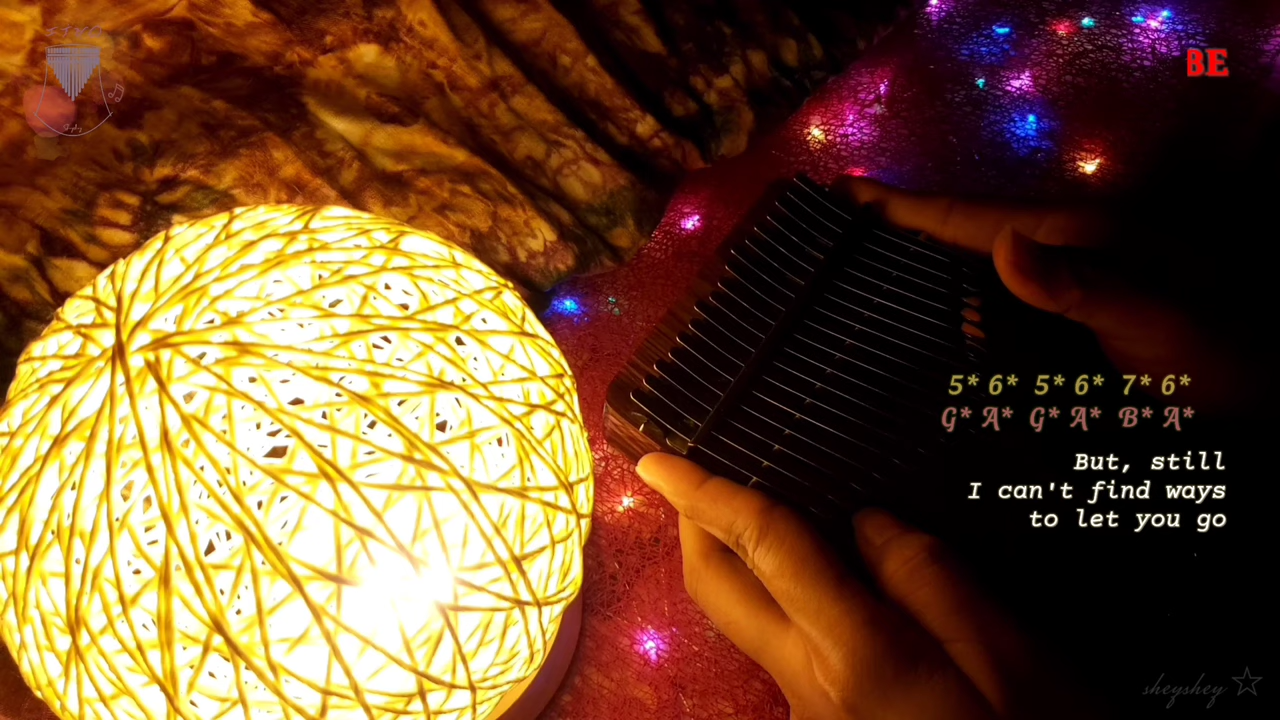 BE
5* 6* 5* 6* 7* 6*
G* A* G* A* B* A*
But, still
I can't find ways
to let you go
sheyshey